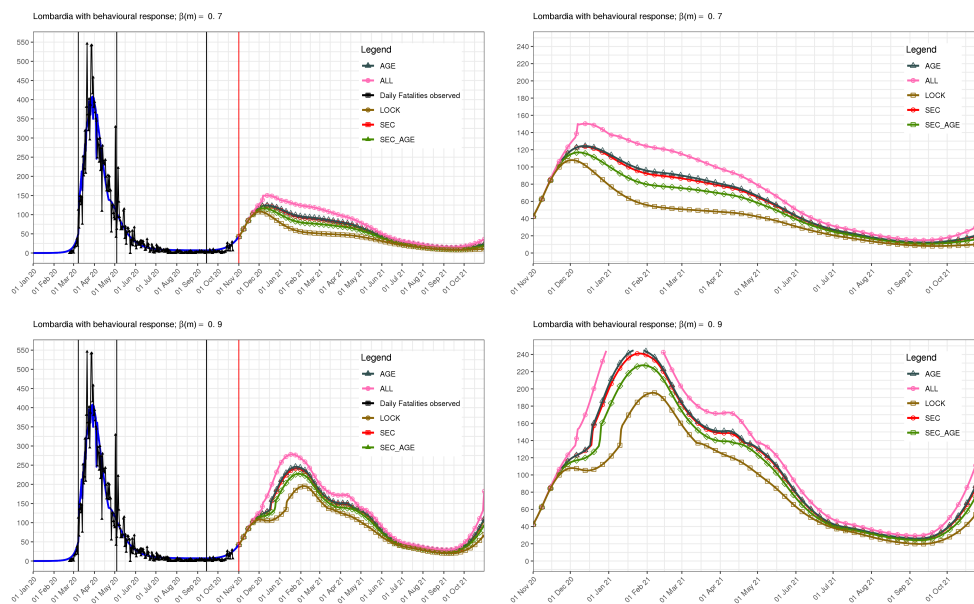 Lombardia with behavioural response; β(m) = 0. 7
550
500
450
400
350
300
250
200
150
100
50
0
Legend
AGE
ALL
Daily Fatalities observed
LOCK
SEC
SEC_AGE
01 Jan 20
01 Feb 20
01 Mar 20
01 Apr 20
01 May 20
01 Jun 20
01 Jul 20
01 Aug 20
01 Sep 20
01 Oct 20
01 Nov 20
01 Dec 20
01 Jan 21
01 Feb 21
01 Mar 21
01 Apr 21
01 May 21
01 Jun 21
01 Jul 21
01 Aug 21
01 Sep 21
01 Oct 21
Lombardia with behavioural response; β(m) = 0. 7
240
220
200
180
160
140
120
100
80
60
40
20
0
Legend
AGE
ALL
LOCK
SEC
SEC_AGE
01 Nov 20
01 Dec 20
01 Jan 21
01 Feb 21
01 Mar 21
01 Apr 21
01 May 21
01 Jun 21
01 Jul 21
01 Aug 21
01 Sep 21
01 Oct 21
Lombardia with behavioural response; β(m) = 0. 9
550
500
450
400
350
300
250
200
150
100
50
0
Legend
AGE
ALL
Daily Fatalities observed
LOCK
SEC
SEC_AGE
01 Jan 20
01 Feb 20
01 Mar 20
01 Apr 20
01 May 20
01 Jun 20
01 Jul 20
01 Aug 20
01 Sep 20
01 Oct 20
01 Nov 20
01 Dec 20
01 Jan 21
01 Feb 21
01 Mar 21
01 Apr 21
01 May 21
01 Jun 21
01 Jul 21
01 Aug 21
01 Sep 21
01 Oct 21
Lombardia with behavioural response; β(m) = 0. 9
240
220
200
180
160
140
120
100
80
60
40
20
0
Legend
AGE
ALL
LOCK
SEC
SEC_AGE
01 Nov 20
01 Dec 20
01 Jan 21
01 Feb 21
01 Mar 21
01 Apr 21
01 May 21
01 Jun 21
01 Jul 21
01 Aug 21
01 Sep 21
01 Oct 21